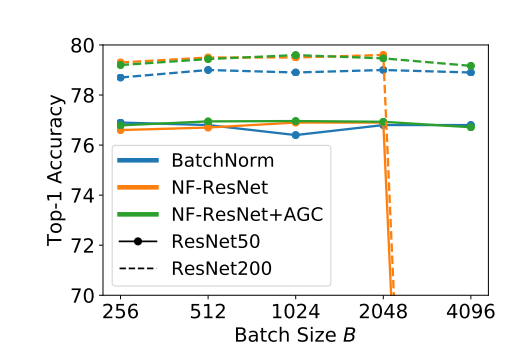 80
78
76
74
72
70
Top-1 Accuracy
BatchNorm
NF-ResNet
NF-ResNet+AGC
ResNet50
ResNet200
256 512 1024 2048 4096
Batch Size B